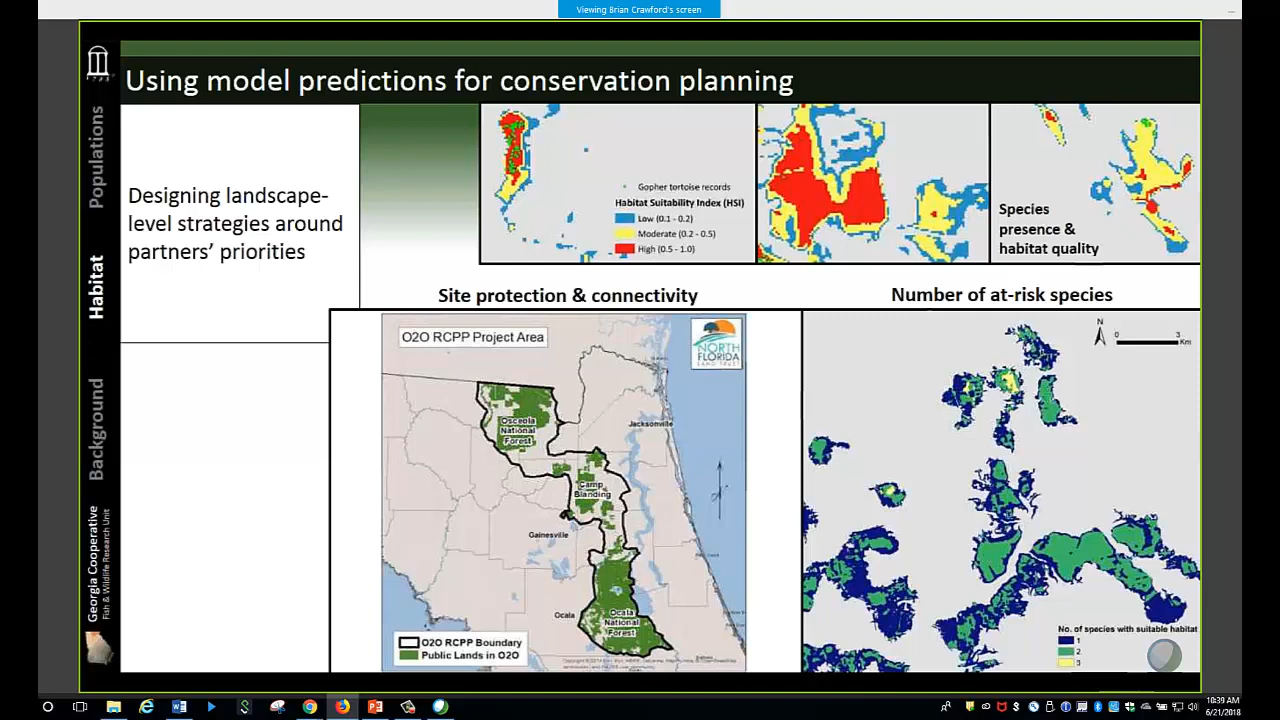 Viewing Brian Crawford's screen
Using model predictions for conservation planning
Populations
Habitat
Background
Georgia Cooperative
Fish & Wildlife Research Unit
Designing landscape-
level strategies around
partners' priorities
Gopher tortoise records
Habitat Suitability Index (HSI)
Low (0.1 - 0.2)
Moderate (0.2 - 0.5)
High (0.5 - 1.0)
Species
presence &
habitat quality
Site protection & connectivity
Number of at-risk species
O2O RCPP Project Area
NORTH
FLORIDA
LAND TRUST
Osceola
National
Forest
Jacksonville
Camp
Blanding
Gainesville
Ocala
Ocala
National
Forest
O2O RCPP Boundary
Public Lands in O2O
N
0 3
Km
No. of species with suitable habitat
1
2
3
10:39 AM
6/21/2018